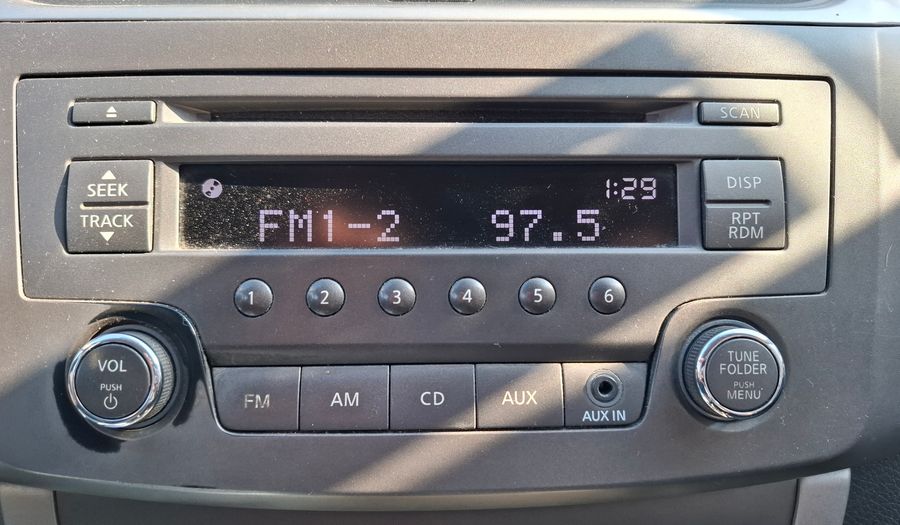 SCAN
SEEK
TRACK
1:29
FM1-2 97.5
DISP
RPT
RDM
1 2 3 4 5 6
VOL
PUSH
FM AM CD AUX
AUX IN
TUNE
FOLDER
PUSH
MENU